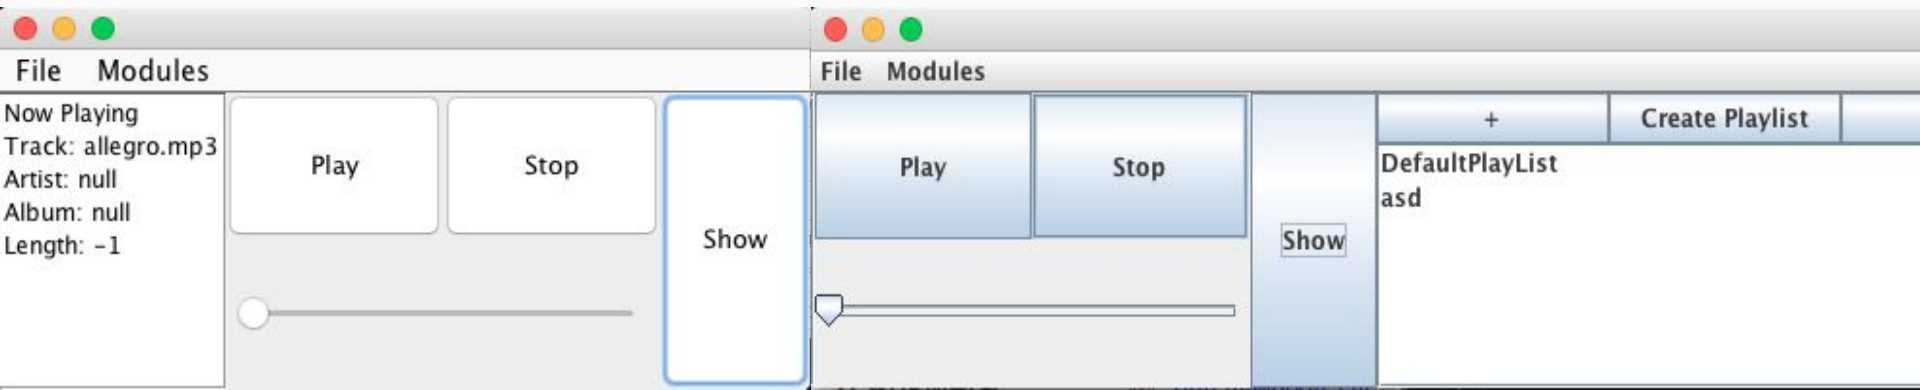 File Modules
Now Playing
Track: allegro.mp3
Artist: null
Album: null
Length: -1
Play
Stop
Show
File Modules
Play
Stop
Show
+
Create Playlist
DefaultPlayList
asd